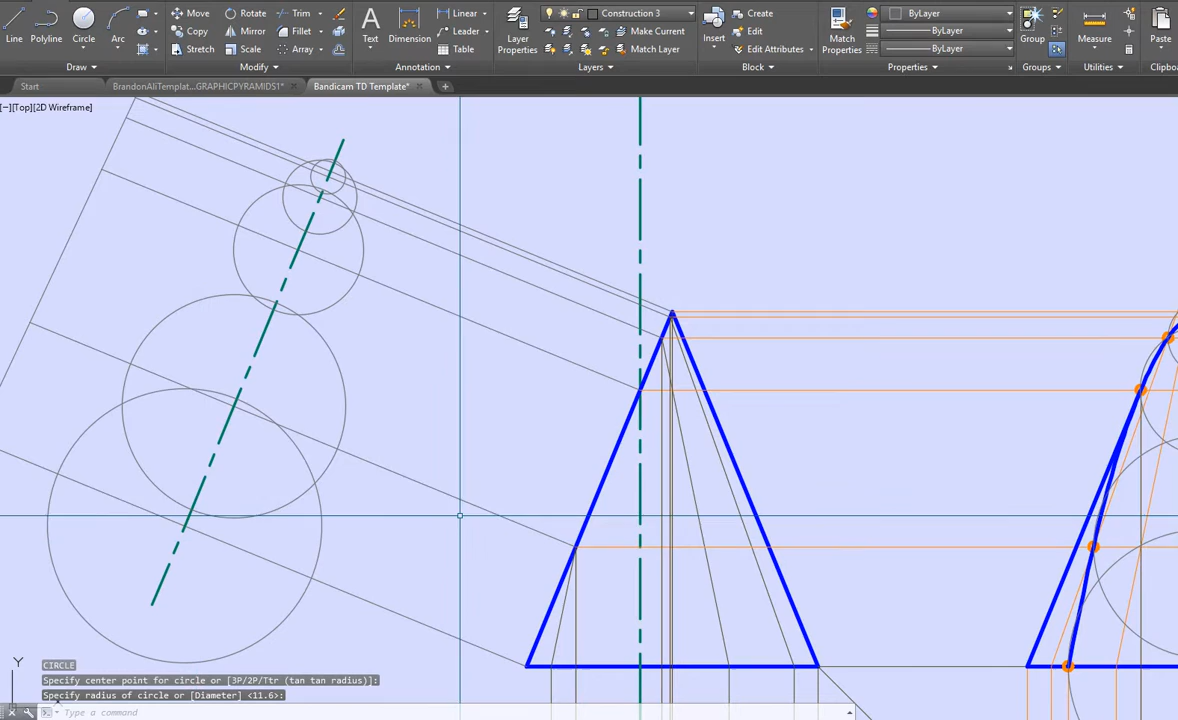 Move Rotate Trim Linear Construction 3 Create ByLayer
Line Polyline Circle Arc Copy Mirror Fillet Text Dimension Leader Layer Properties Make Current Insert Edit Match Properties ByLayer Group Measure Paste
Stretch Scale Array Table Match Layer Edit Attributes ByLayer
Draw Modify Annotation Layers Block Properties Groups Utilities Clipbo
Start BrandonAliTemplat...GRAPHICPYRAMIDS1* Bandicam TD Template*
[−][Top][2D Wireframe]
Y
CIRCLE
Specify center point for circle or [3P/2P/Ttr (tan tan radius)]:
Specify radius of circle or [Diameter] <11.6>:
Type a command